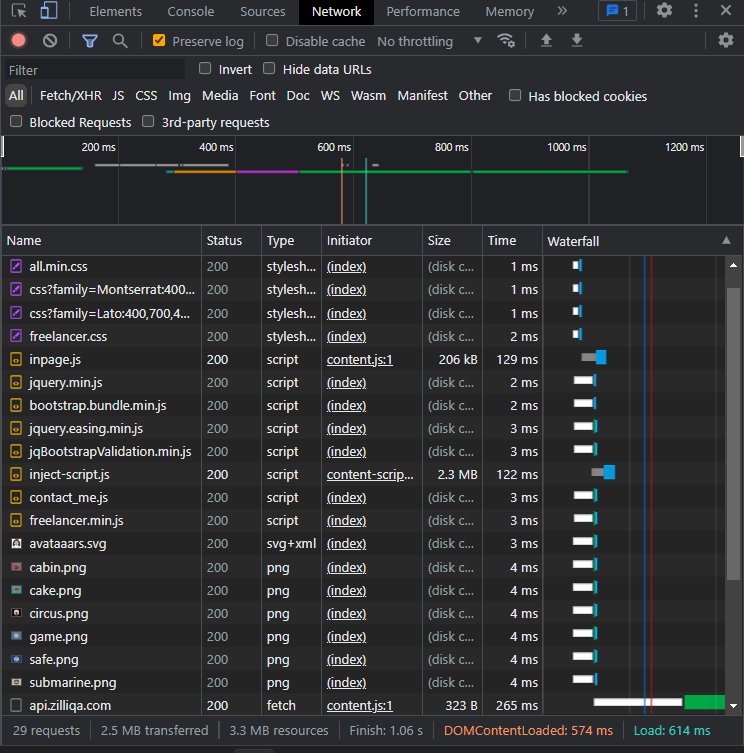 Elements Console Sources Network Performance Memory » 1
Preserve log Disable cache No throttling
Filter Invert Hide data URLs
All Fetch/XHR JS CSS Img Media Font Doc WS Wasm Manifest Other Has blocked cookies
Blocked Requests 3rd-party requests
200 ms 400 ms 600 ms 800 ms 1000 ms 1200 ms
Name Status Type Initiator Size Time Waterfall
all.min.css 200 stylesh... (index) (disk c... 1 ms
css?family=Montserrat:400... 200 stylesh... (index) (disk c... 1 ms
css?family=Lato:400,700,4... 200 stylesh... (index) (disk c... 1 ms
freelancer.css 200 stylesh... (index) (disk c... 2 ms
inpage.js 200 script content.js:1 206 kB 129 ms
jquery.min.js 200 script (index) (disk c... 2 ms
bootstrap.bundle.min.js 200 script (index) (disk c... 2 ms
jquery.easing.min.js 200 script (index) (disk c... 3 ms
jqBootstrapValidation.min.js 200 script (index) (disk c... 3 ms
inject-script.js 200 script content-scrip... 2.3 MB 122 ms
contact_me.js 200 script (index) (disk c... 3 ms
freelancer.min.js 200 script (index) (disk c... 3 ms
avataaars.svg 200 svg+xml (index) (disk c... 3 ms
cabin.png 200 png (index) (disk c... 4 ms
cake.png 200 png (index) (disk c... 4 ms
circus.png 200 png (index) (disk c... 4 ms
game.png 200 png (index) (disk c... 4 ms
safe.png 200 png (index) (disk c... 4 ms
submarine.png 200 png (index) (disk c... 4 ms
api.zilliqa.com 200 fetch content.js:1 323 B 265 ms
29 requests 2.5 MB transferred 3.3 MB resources Finish: 1.06 s DOMContentLoaded: 574 ms Load: 614 ms